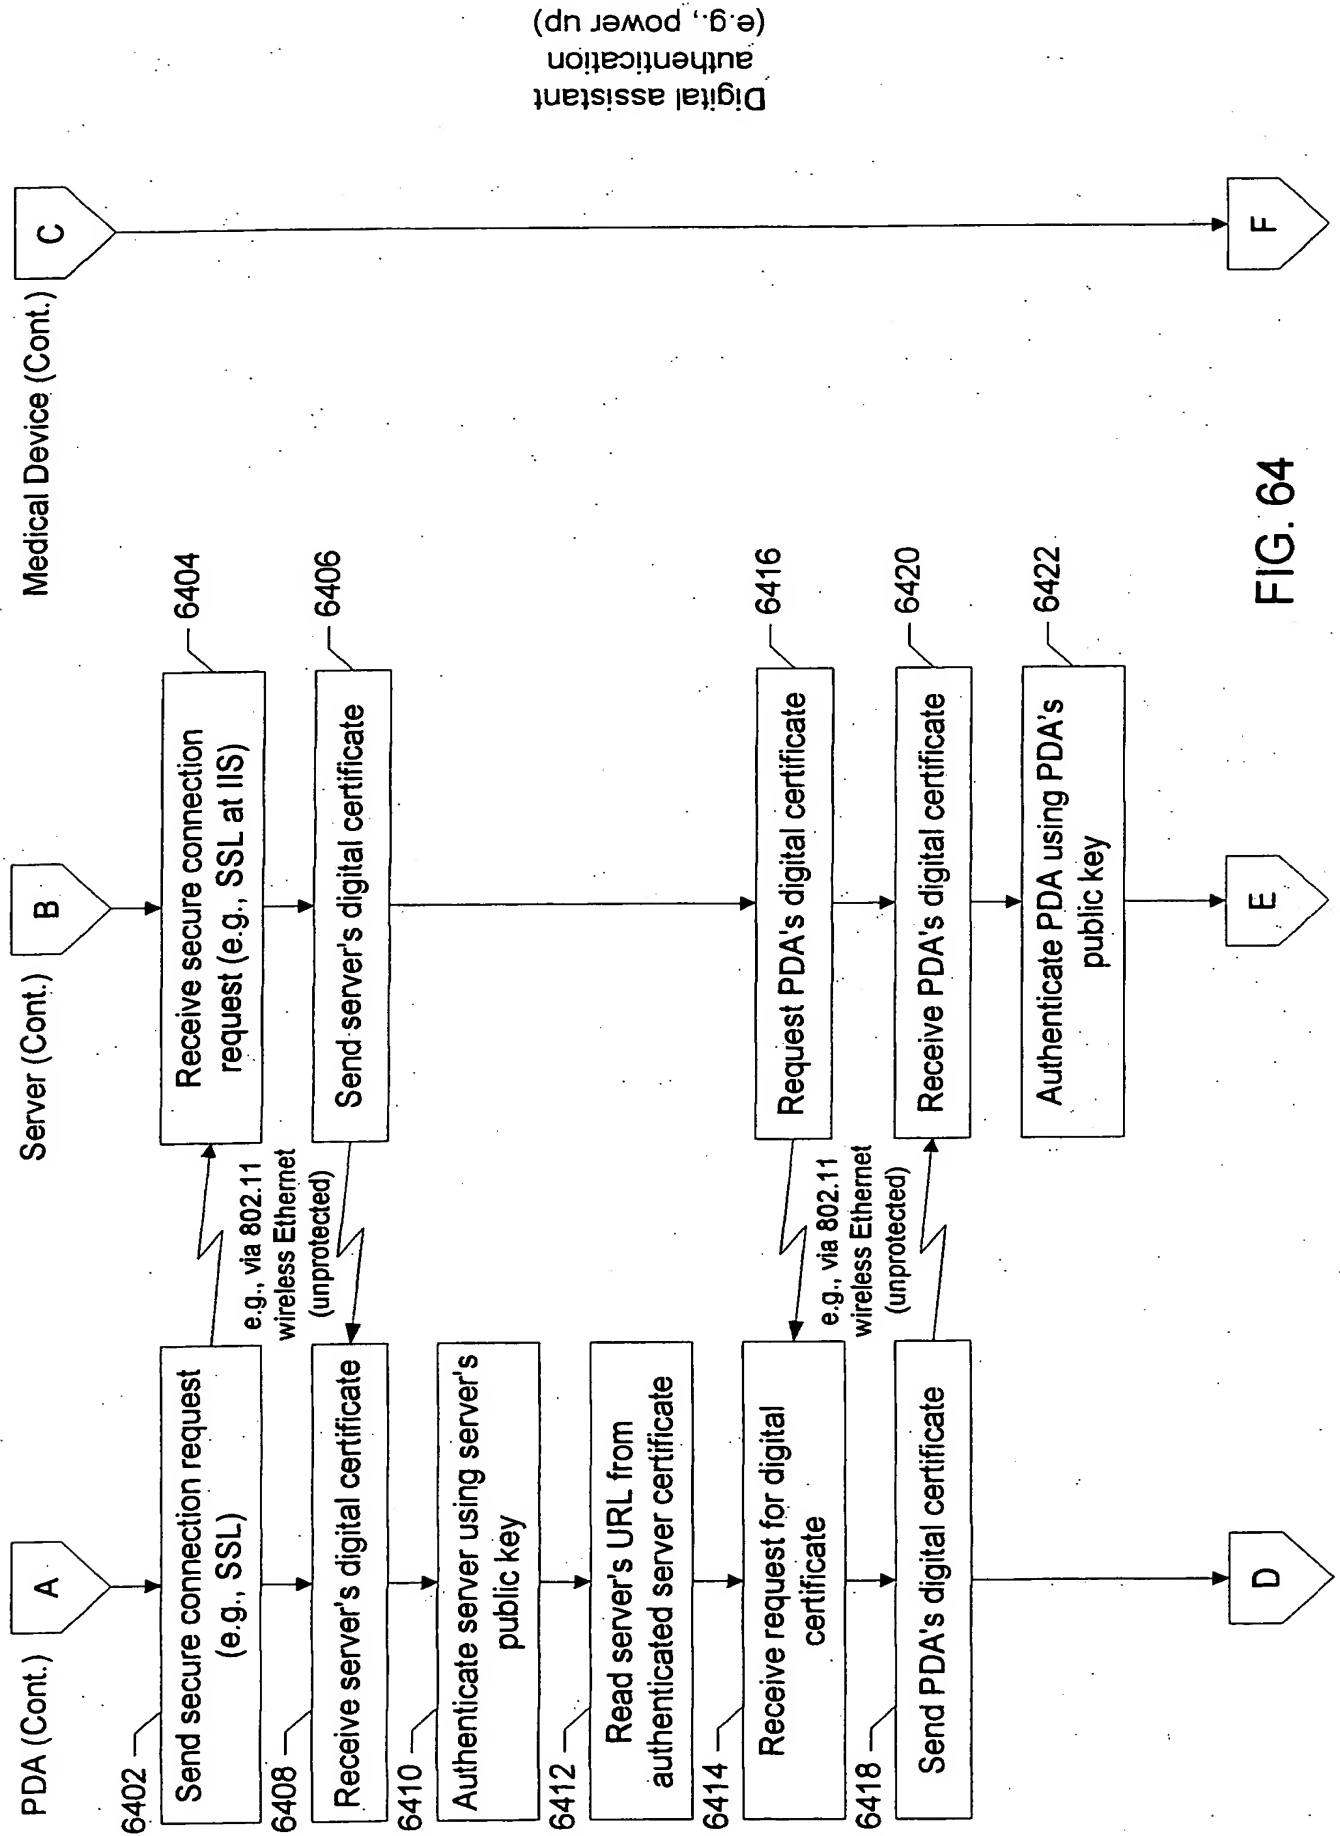 PDA (Cont.)
A
6402
Send secure connection request
(e.g., SSL)
6408
Receive server's digital certificate
6410
Authenticate server using server's
public key
6412
Read server's URL from
authenticated server certificate
6414
Receive request for digital
certificate
6418
Send PDA's digital certificate
D
e.g., via 802.11
wireless Ethernet
(unprotected)
e.g., via 802.11
wireless Ethernet
(unprotected)
Server (Cont.)
B
Receive secure connection
request (e.g., SSL at IIS)
6404
Send server's digital certificate
6406
Request PDA's digital certificate
6416
Receive PDA's digital certificate
6420
Authenticate PDA using PDA's
public key
6422
E
Medical Device (Cont.)
C
F
Digital assistant
authentication
(e.g., power up)
FIG. 64